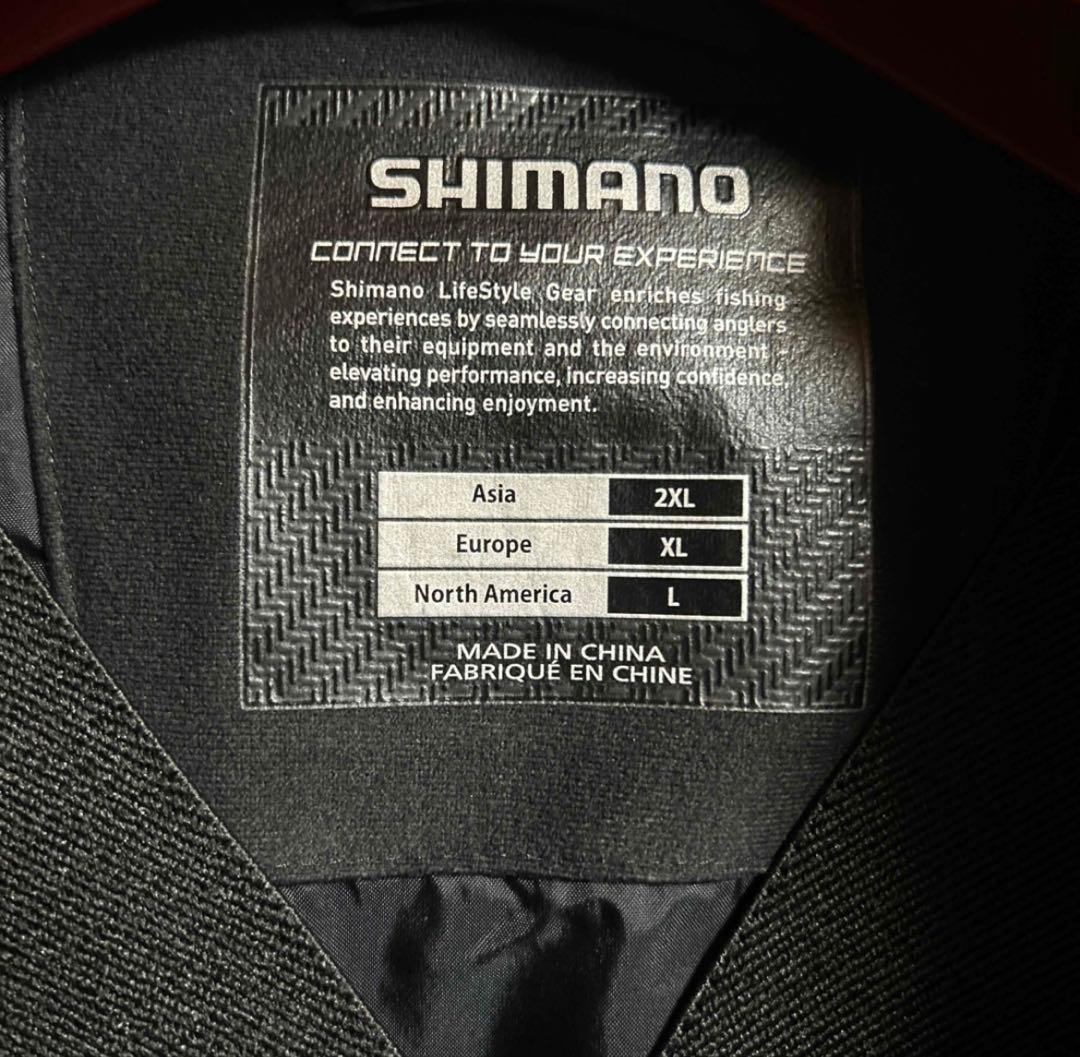 SHIMANO
CONNECT TO YOUR EXPERIENCE
Shimano LifeStyle Gear enriches fishing
experiences by seamlessly connecting anglers
to their equipment and the environment -
elevating performance, increasing confidence,
and enhancing enjoyment.
Asia 2XL
Europe XL
North America L
MADE IN CHINA
FABRIQUÉ EN CHINE